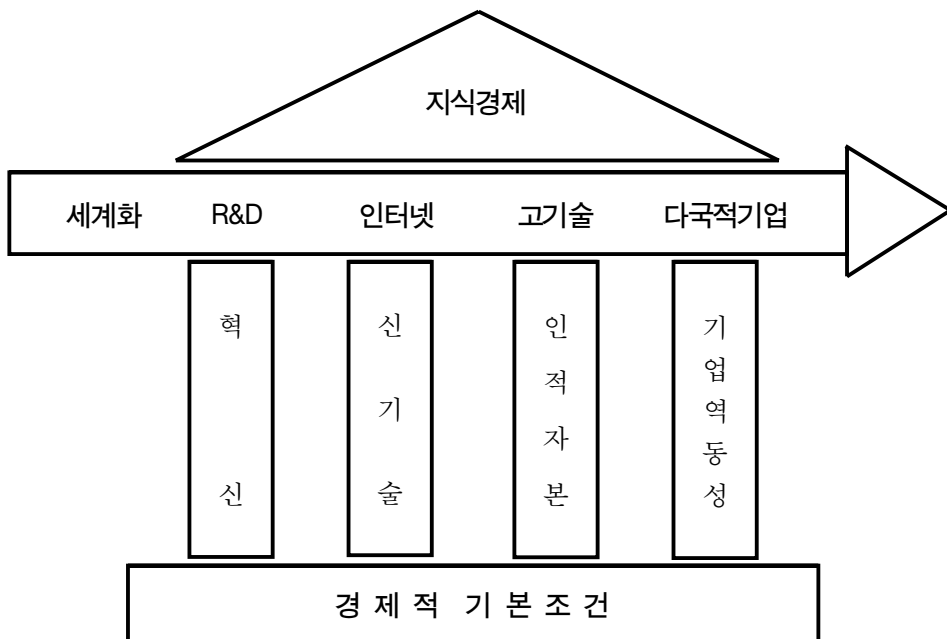 지식경제
세계화 R&D 인터넷 고기술 다국적기업
혁신
신기술
인적자본
기업역동성
경 제 적 기 본 조 건